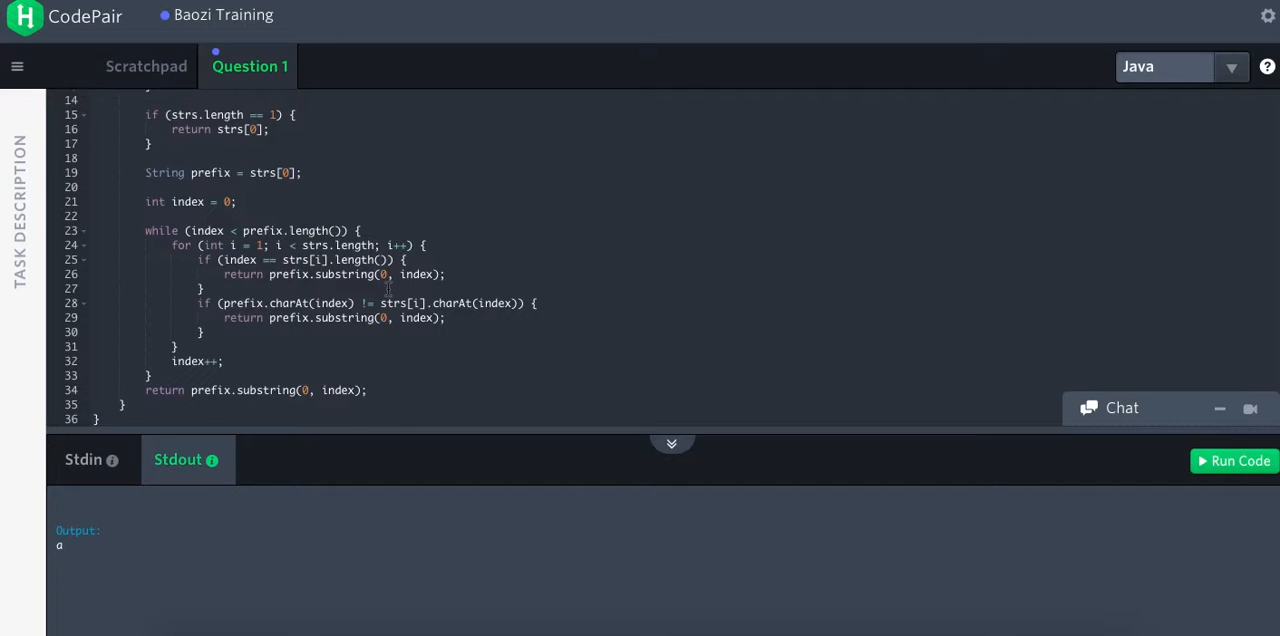 H CodePair
Baozi Training
Scratchpad
Question 1
Java
?
TASK DESCRIPTION
14
15 if (strs.length == 1) {
16 return strs[0];
17 }
18
19 String prefix = strs[0];
20
21 int index = 0;
22
23 while (index < prefix.length()) {
24 for (int i = 1; i < strs.length; i++) {
25 if (index == strs[i].length()) {
26 return prefix.substring(0, index);
27 }
28 if (prefix.charAt(index) != strs[i].charAt(index)) {
29 return prefix.substring(0, index);
30 }
31 }
32 index++;
33 }
34 return prefix.substring(0, index);
35 }
36 }
Chat
Stdin
Stdout
Run Code
Output:
a